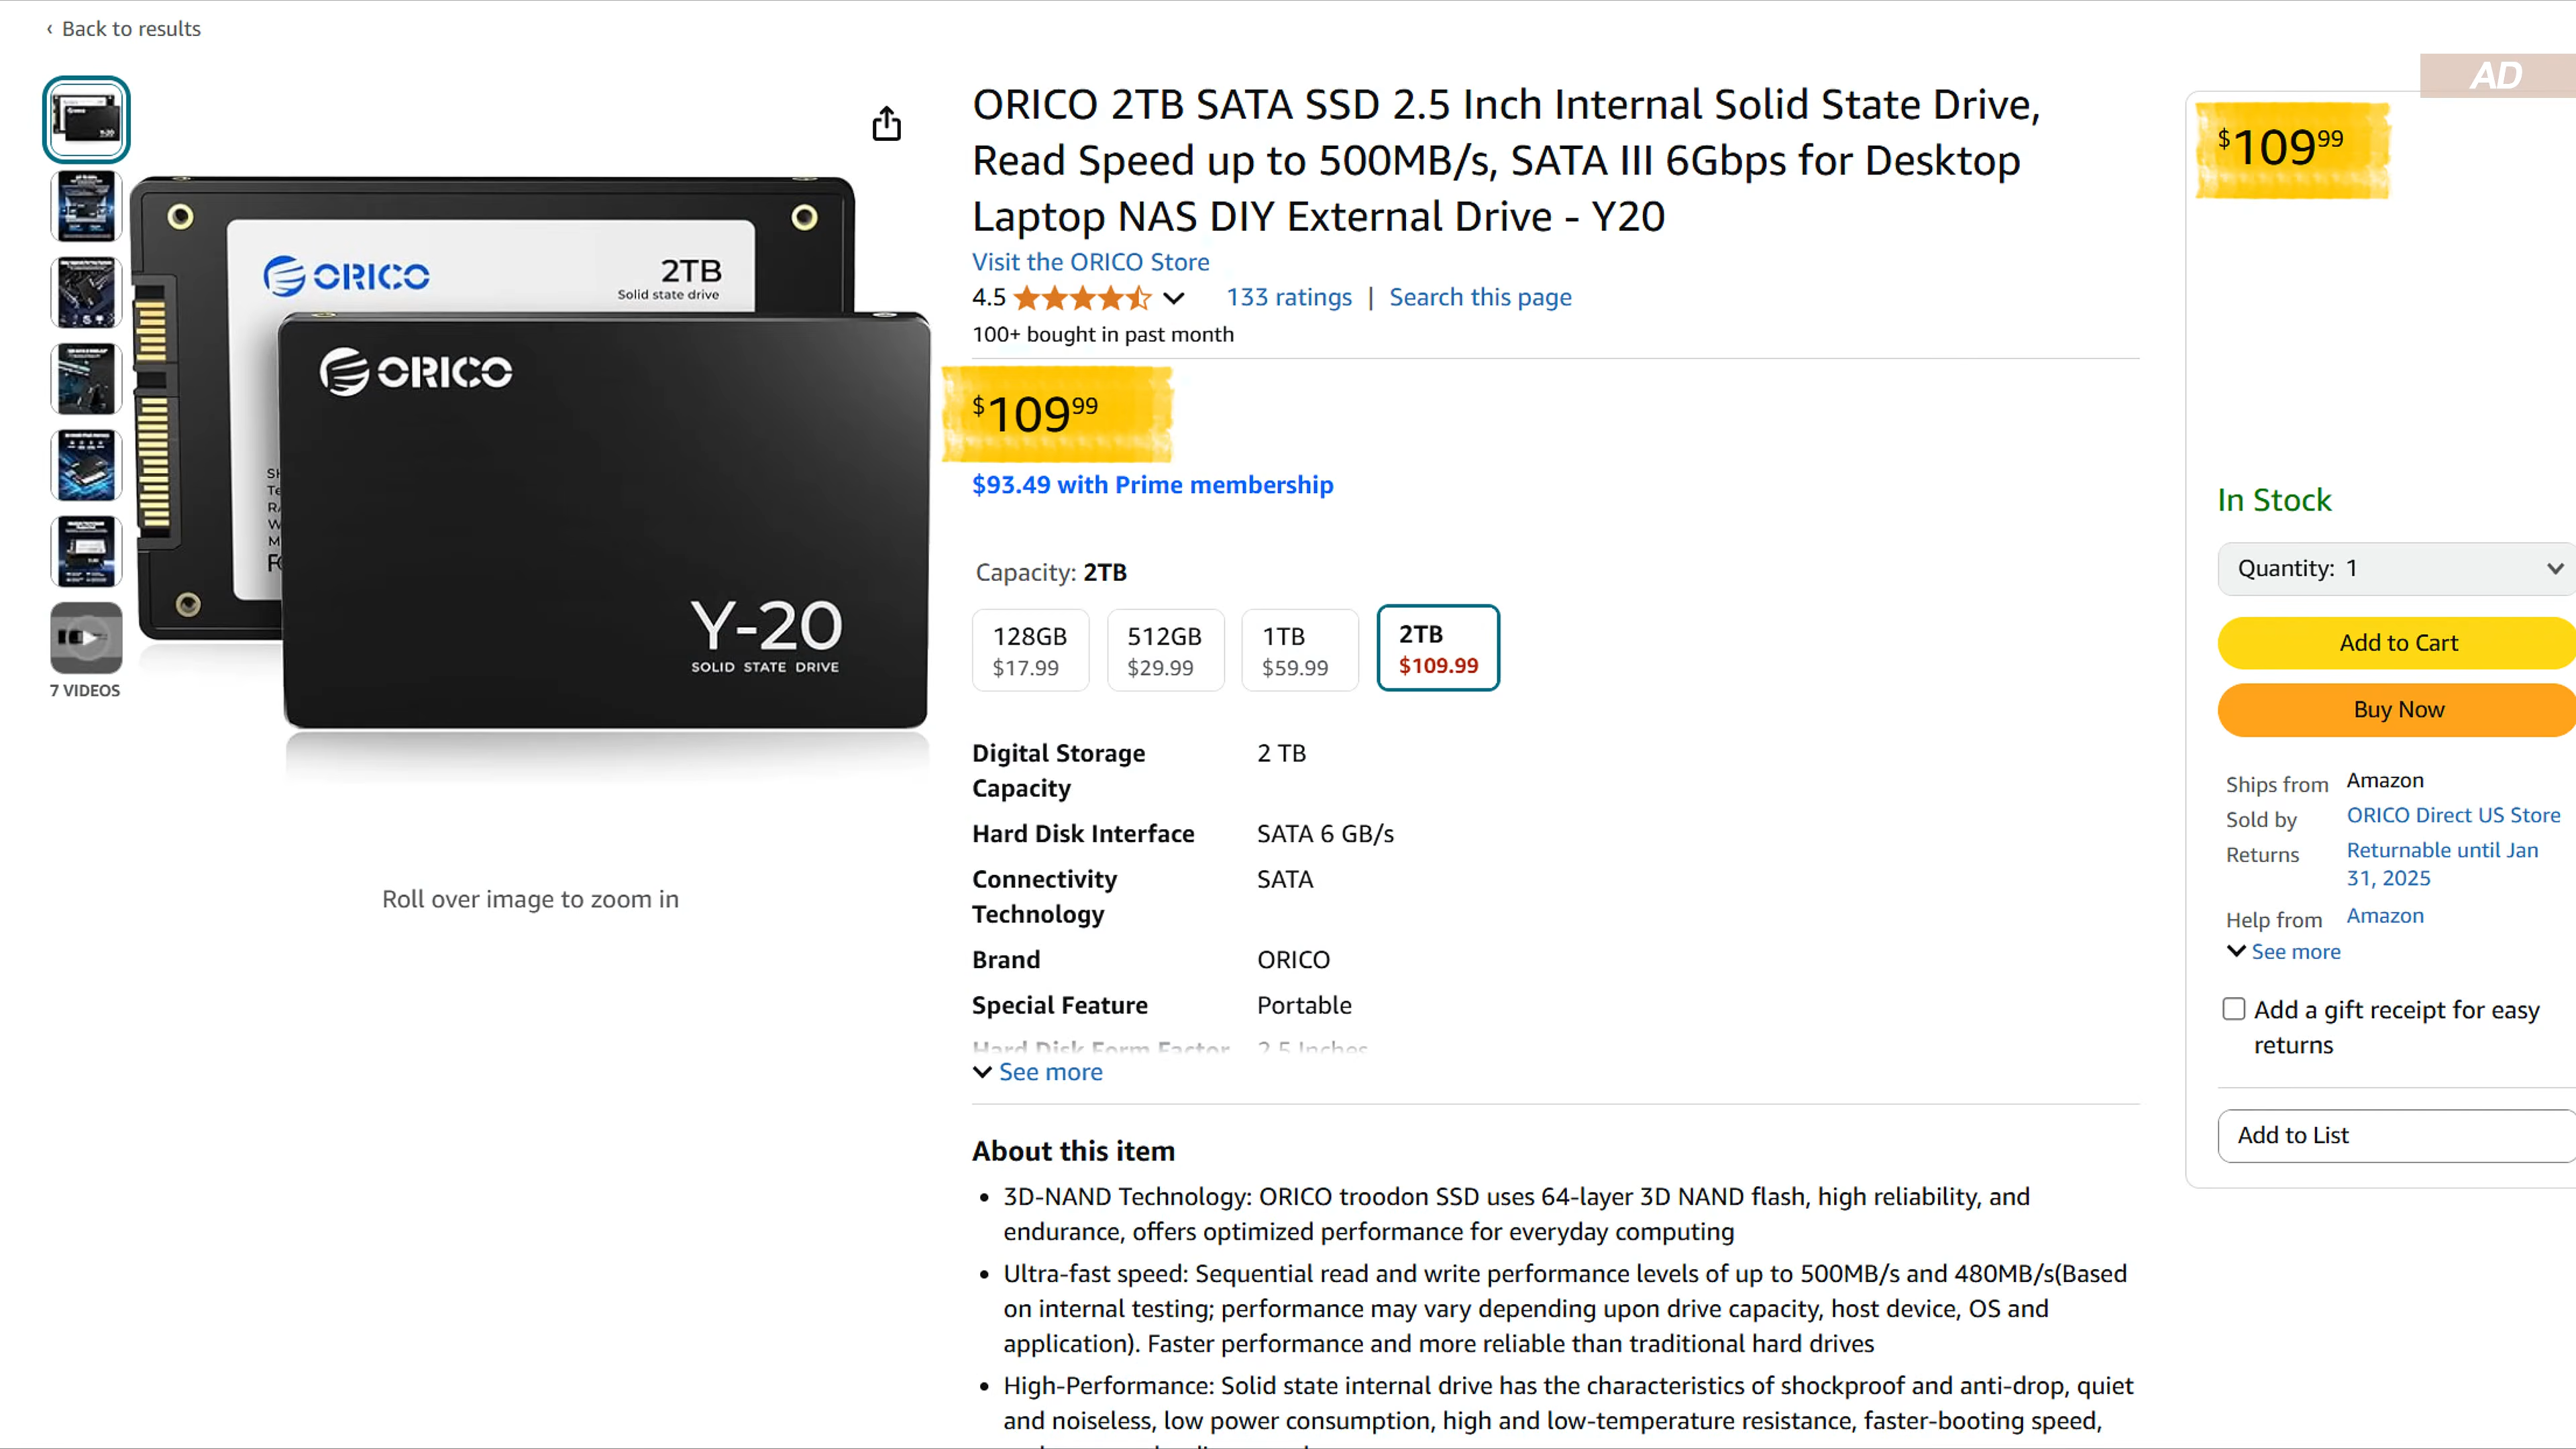 ‹ Back to results
AD
ORICO
2TB
Solid state drive
ORICO
Y-20
SOLID STATE DRIVE
7 VIDEOS
Roll over image to zoom in
ORICO 2TB SATA SSD 2.5 Inch Internal Solid State Drive,
Read Speed up to 500MB/s, SATA III 6Gbps for Desktop
Laptop NAS DIY External Drive - Y20
Visit the ORICO Store
4.5 133 ratings | Search this page
100+ bought in past month
$109 99
$93.49 with Prime membership
Capacity: 2TB
128GB
$17.99
512GB
$29.99
1TB
$59.99
2TB
$109.99
Digital Storage Capacity 2 TB
Hard Disk Interface SATA 6 GB/s
Connectivity Technology SATA
Brand ORICO
Special Feature Portable
Hard Disk Form Factor 2.5 Inches
See more
About this item
• 3D-NAND Technology: ORICO troodon SSD uses 64-layer 3D NAND flash, high reliability, and
endurance, offers optimized performance for everyday computing
• Ultra-fast speed: Sequential read and write performance levels of up to 500MB/s and 480MB/s(Based
on internal testing; performance may vary depending upon drive capacity, host device, OS and
application). Faster performance and more reliable than traditional hard drives
• High-Performance: Solid state internal drive has the characteristics of shockproof and anti-drop, quiet
and noiseless, low power consumption, high and low-temperature resistance, faster-booting speed,
$109 99
In Stock
Quantity: 1
Add to Cart
Buy Now
Ships from Amazon
Sold by ORICO Direct US Store
Returns Returnable until Jan
31, 2025
Help from Amazon
See more
Add a gift receipt for easy
returns
Add to List